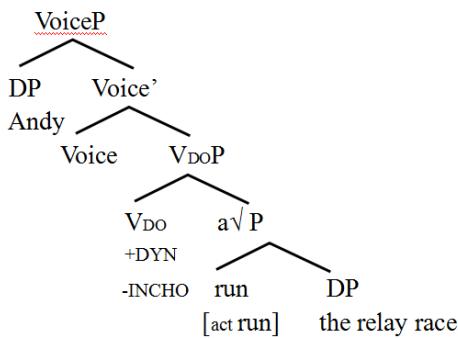 VoiceP
DP Voice’
Andy
Voice VDOP
VDO a√ P
+DYN
-INCHO run DP
[act run] the relay race